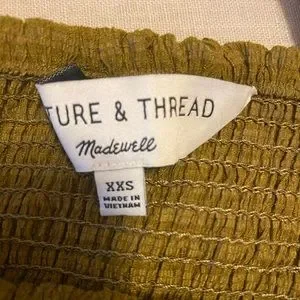 TURE & THREAD
Madewell
XXS
MADE IN
VIETNAM